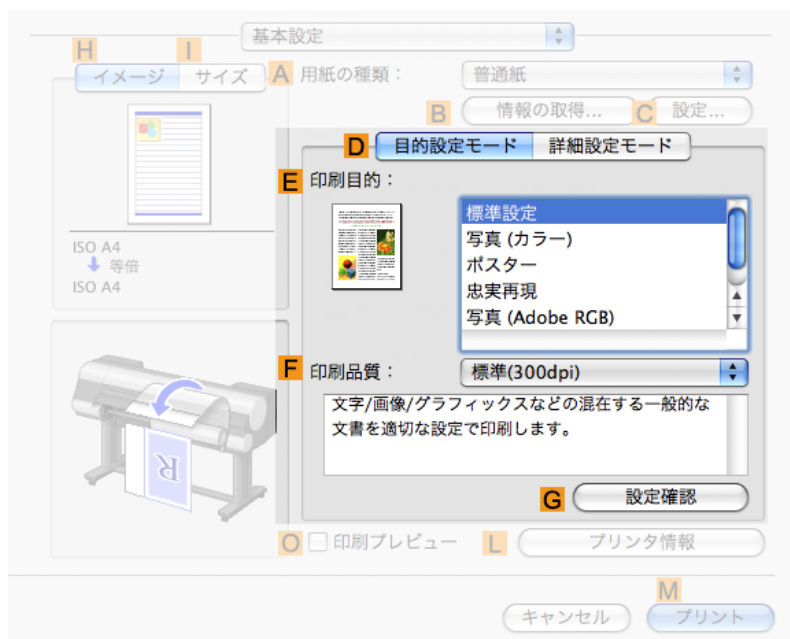 基本設定
H I
イメージ サイズ
A 用紙の種類： 普通紙
B 情報の取得... C 設定...
D 目的設定モード 詳細設定モード
E 印刷目的：
標準設定
写真 (カラー)
ポスター
忠実再現
写真 (Adobe RGB)
ISO A4
等倍
ISO A4
F 印刷品質： 標準(300dpi)
文字/画像/グラフィックスなどの混在する一般的な
文書を適切な設定で印刷します。
R
G 設定確認
O 印刷プレビュー L プリンタ情報
M
キャンセル プリント